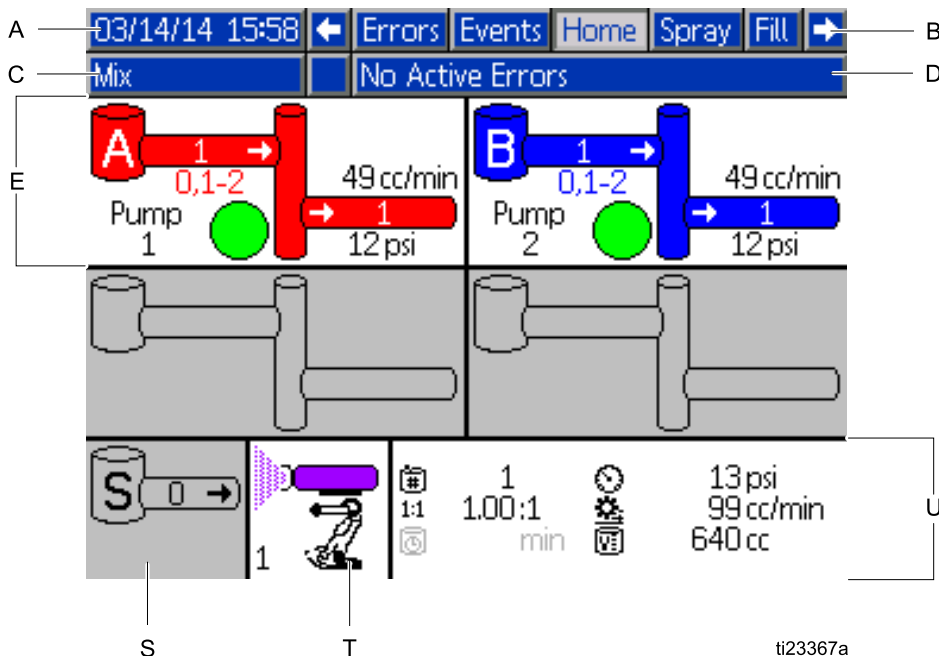 A
03/14/14 15:58 Errors Events Home Spray Fill
B
C
Mix
No Active Errors
D
E
A
1
0,1-2
49 cc/min
Pump
1
1
12 psi
B
1
0,1-2
49 cc/min
Pump
2
1
12 psi
S
0
1
# 1
1:1 1.00:1
min
13 psi
99 cc/min
V: 640 cc
U
S
T
ti23367a